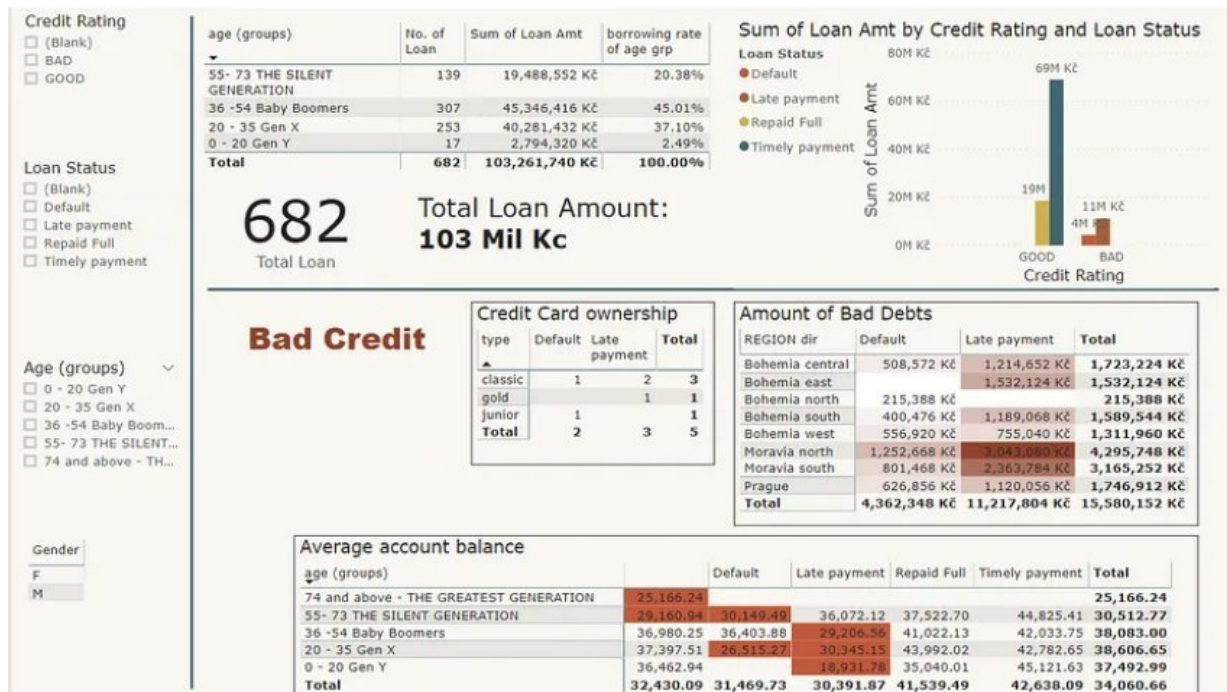 Credit Rating
(Blank)
BAD
GOOD
Loan Status
(Blank)
Default
Late payment
Repaid Full
Timely payment
Age (groups)
0 - 20 Gen Y
20 - 35 Gen X
36 -54 Baby Boom...
55- 73 THE SILENT...
74 and above - TH...
Gender
F
M
age (groups) No. of Loan Sum of Loan Amt borrowing rate of age grp
55- 73 THE SILENT GENERATION 139 19,488,552 Kč 20.38%
36 -54 Baby Boomers 307 45,346,416 Kč 45.01%
20 - 35 Gen X 253 40,281,432 Kč 37.10%
0 - 20 Gen Y 17 2,794,320 Kč 2.49%
Total 682 103,261,740 Kč 100.00%
682
Total Loan
Total Loan Amount:
103 Mil Kc
Sum of Loan Amt by Credit Rating and Loan Status
Loan Status
Default
Late payment
Repaid Full
Timely payment
Sum of Loan Amt
80M Kč
60M Kč
40M Kč
20M Kč
0M Kč
69M Kč
19M
11M Kč
4M
GOOD BAD
Credit Rating
Bad Credit
Credit Card ownership
type Default Late payment Total
classic 1 2 3
gold 1 1
junior 1 1
Total 2 3 5
Amount of Bad Debts
REGION dir Default Late payment Total
Bohemia central 508,572 Kč 1,214,652 Kč 1,723,224 Kč
Bohemia east 1,532,124 Kč 1,532,124 Kč
Bohemia north 215,388 Kč 215,388 Kč
Bohemia south 400,476 Kč 1,189,068 Kč 1,589,544 Kč
Bohemia west 556,920 Kč 755,040 Kč 1,311,960 Kč
Moravia north 1,252,668 Kč 3,043,080 Kč 4,295,748 Kč
Moravia south 801,468 Kč 2,363,784 Kč 3,165,252 Kč
Prague 626,856 Kč 1,120,056 Kč 1,746,912 Kč
Total 4,362,348 Kč 11,217,804 Kč 15,580,152 Kč
Average account balance
age (groups) Default Late payment Repaid Full Timely payment Total
74 and above - THE GREATEST GENERATION 25,166.24 25,166.24
55- 73 THE SILENT GENERATION 29,160.94 30,149.49 36,072.12 37,522.70 44,825.41 30,512.77
36 -54 Baby Boomers 36,980.25 36,403.88 29,206.56 41,022.13 42,033.75 38,083.00
20 - 35 Gen X 37,397.51 26,515.27 30,345.15 43,992.02 42,782.65 38,606.65
0 - 20 Gen Y 36,462.94 18,931.78 35,040.01 45,121.63 37,492.99
Total 32,430.09 31,469.73 30,391.87 41,539.49 42,638.09 34,060.66